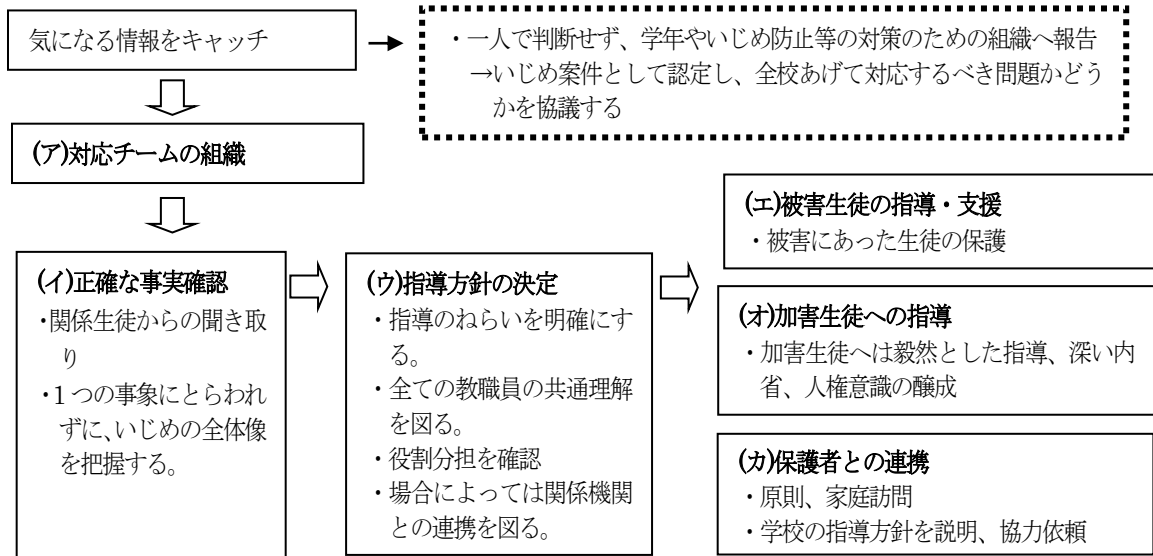 気になる情報をキャッチ
・一人で判断せず、学年やいじめ防止等の対策のための組織へ報告
→いじめ案件として認定し、全校あげて対応するべき問題かどう
かを協議する
(ア)対応チームの組織
(イ)正確な事実確認
・関係生徒からの聞き取
り
・1つの事象にとらわれ
ずに、いじめの全体像
を把握する。
(ウ)指導方針の決定
・指導のねらいを明確にす
る。
・全ての教職員の共通理解
を図る。
・役割分担を確認
・場合によっては関係機関
との連携を図る。
(エ)被害生徒の指導・支援
・被害にあった生徒の保護
(オ)加害生徒への指導
・加害生徒へは毅然とした指導、深い内
省、人権意識の醸成
(カ)保護者との連携
・原則、家庭訪問
・学校の指導方針を説明、協力依頼